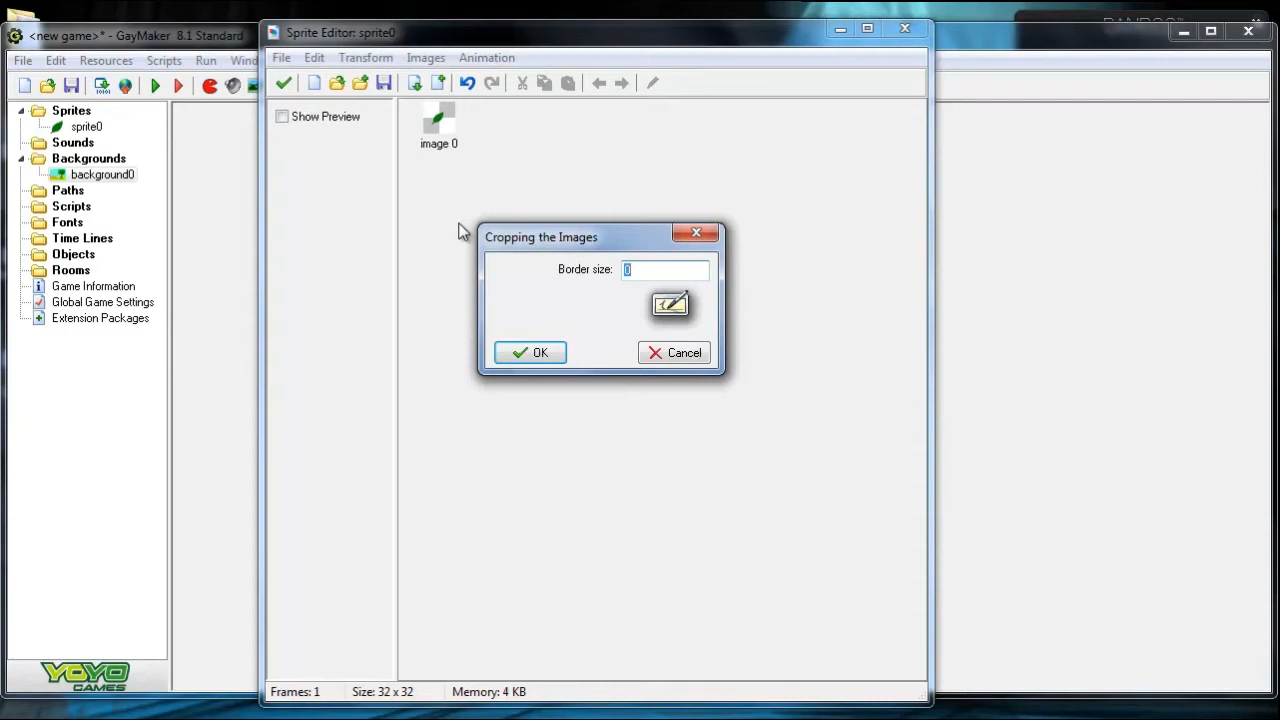 <new game>* - GayMaker 8.1 Standard
File Edit Resources Scripts Run Wind
Sprites
sprite0
Sounds
Backgrounds
background0
Paths
Scripts
Fonts
Time Lines
Objects
Rooms
Game Information
Global Game Settings
Extension Packages
YOYO
GAMES
Sprite Editor: sprite0
File Edit Transform Images Animation
Show Preview
image 0
Cropping the Images
Border size: 0
OK Cancel
Frames: 1 Size: 32 x 32 Memory: 4 KB